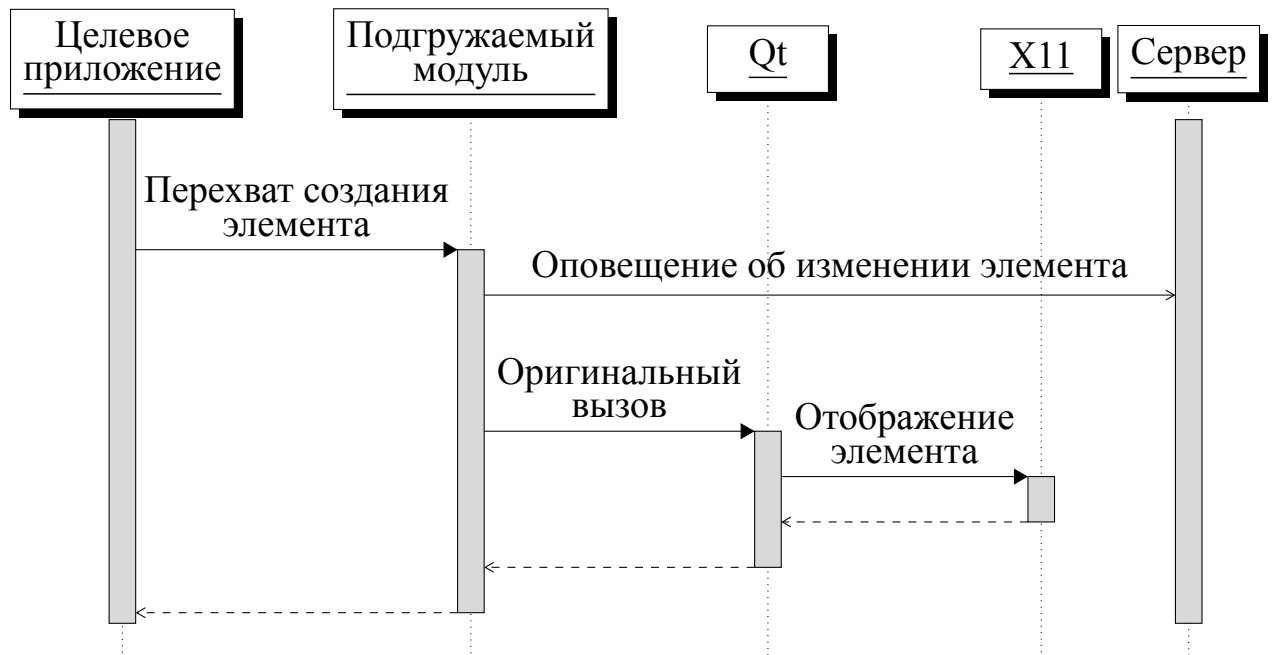 Целевое
приложение
Подгружаемый
модуль
Qt
X11
Сервер
Перехват создания
элемента
Оповещение об изменении элемента
Оригинальный
вызов
Отображение
элемента